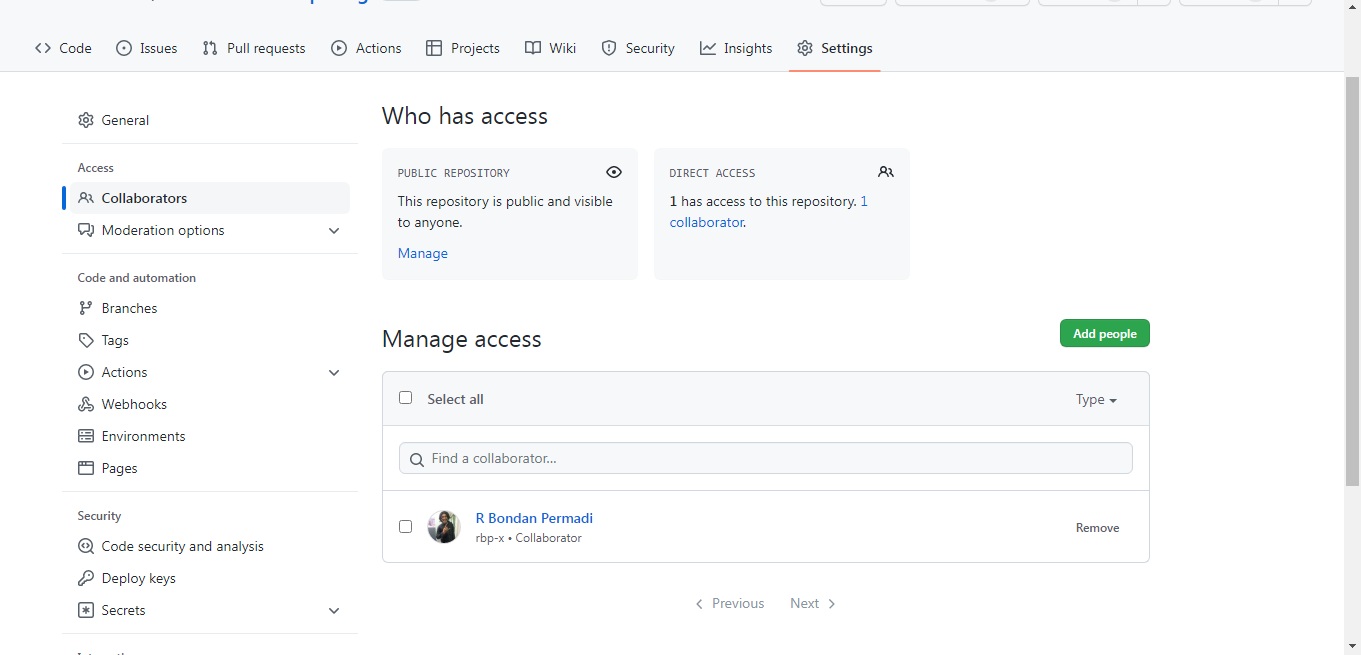 Code
Issues
Pull requests
Actions
Projects
Wiki
Security
Insights
Settings
General
Access
Collaborators
Moderation options
Code and automation
Branches
Tags
Actions
Webhooks
Environments
Pages
Security
Code security and analysis
Deploy keys
Secrets
Who has access
PUBLIC REPOSITORY
This repository is public and visible
to anyone.
Manage
DIRECT ACCESS
1 has access to this repository. 1
collaborator.
Manage access
Add people
Select all
Type
Find a collaborator...
R Bondan Permadi
rbp-x • Collaborator
Remove
Previous
Next